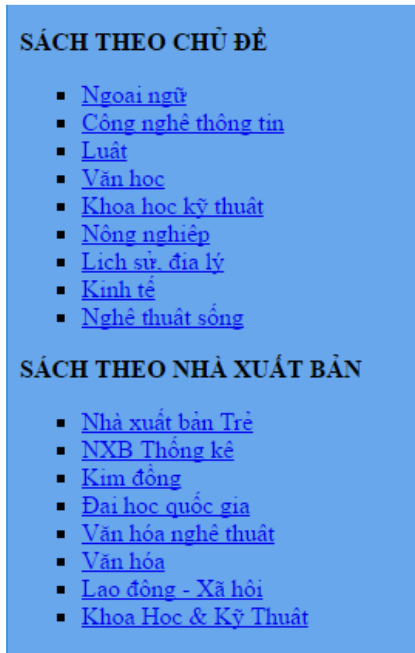 SÁCH THEO CHỦ ĐỀ
Ngoại ngữ
Công nghệ thông tin
Luật
Văn học
Khoa học kỹ thuật
Nông nghiệp
Lịch sử, địa lý
Kinh tế
Nghệ thuật sống
SÁCH THEO NHÀ XUẤT BẢN
Nhà xuất bản Trẻ
NXB Thống kê
Kim đồng
Đại học quốc gia
Văn hóa nghệ thuật
Văn hóa
Lao động - Xã hội
Khoa Học & Kỹ Thuật